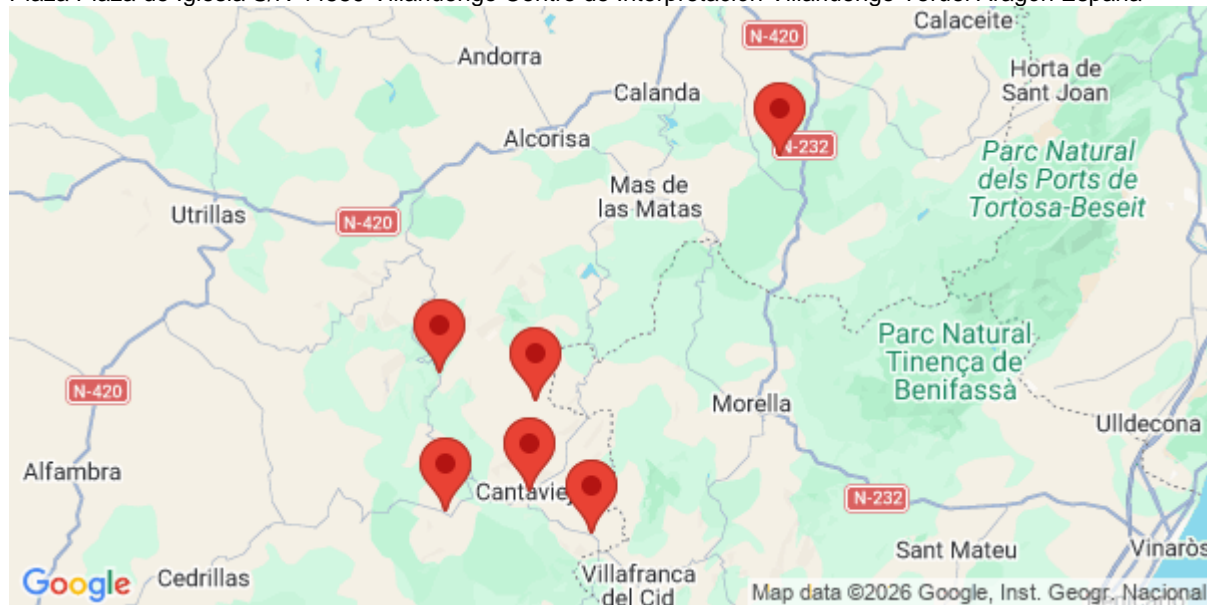 Calaceite
N-420
Andorra
Horta de
Sant Joan
Calanda
Alcorisa
N-232
Parc Natural
dels Ports de
Tortosa-Beseit
Mas de
las Matas
Utrillas
N-420
Parc Natural
Tinença de
Benifassà
N-420
Morella
Ulldecona
Alfambra
Cantaviej
N-232
Sant Mateu
Vinaròs
Google
Cedrillas
Villafranca
del Cid
Map data ©2026 Google, Inst. Geogr. Nacional